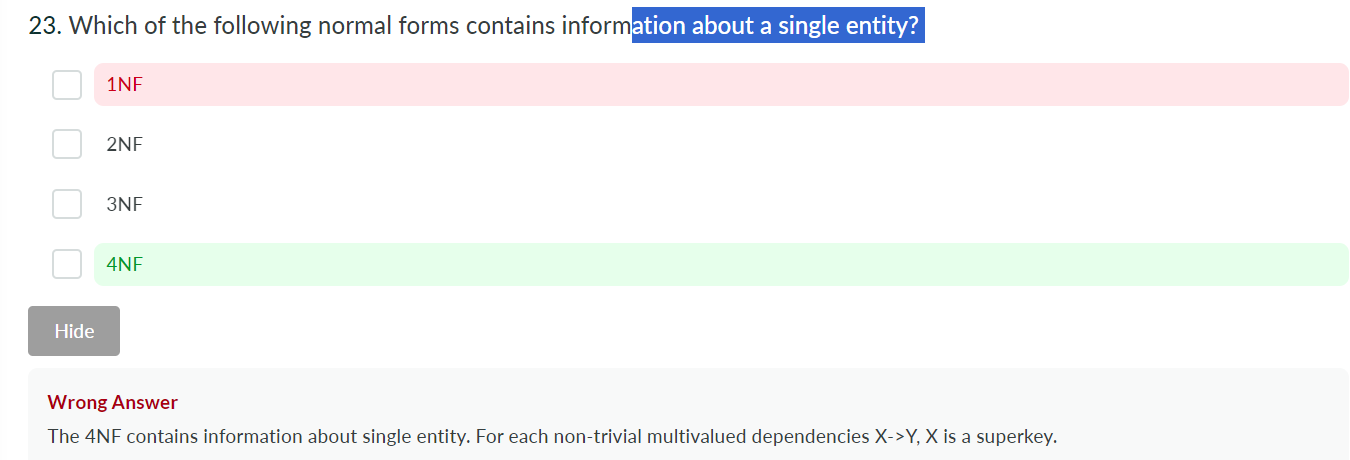 23. Which of the following normal forms contains information about a single entity?
1NF
2NF
3NF
4NF
Hide
Wrong Answer
The 4NF contains information about single entity. For each non-trivial multivalued dependencies X->Y, X is a superkey.